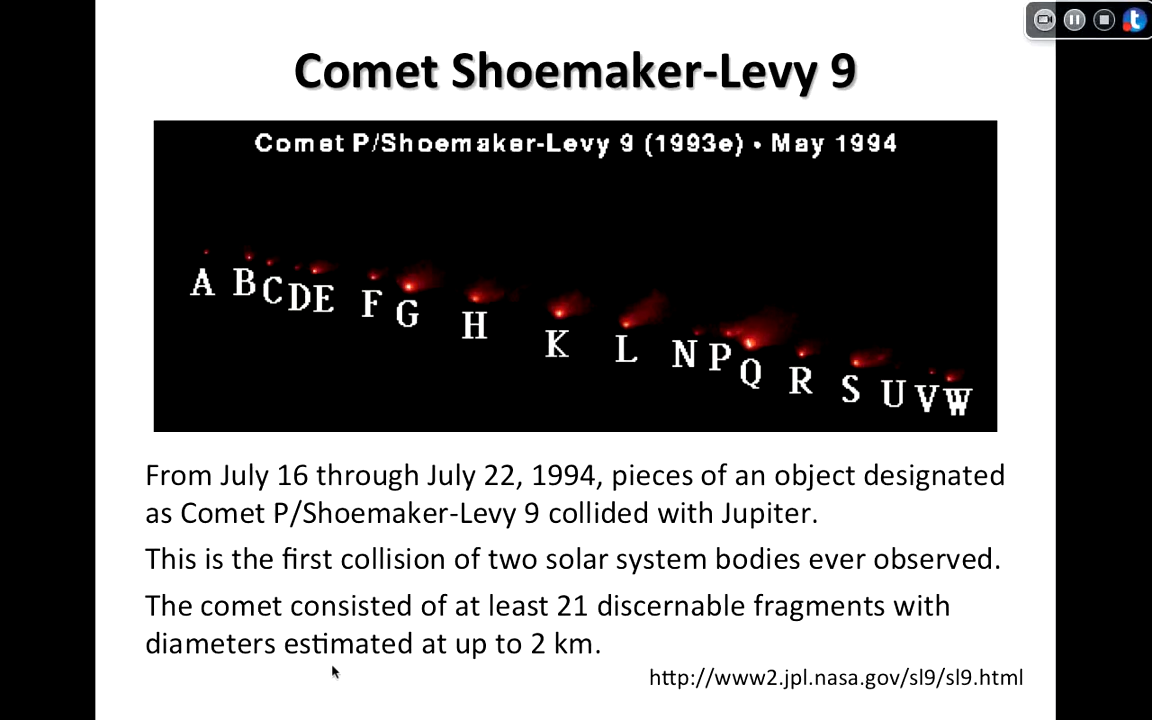 Comet Shoemaker-Levy 9
Comet P/Shoemaker-Levy 9 (1993e) • May 1994
A B C D E F G H K L N P Q R S U V W
From July 16 through July 22, 1994, pieces of an object designated
as Comet P/Shoemaker-Levy 9 collided with Jupiter.
This is the first collision of two solar system bodies ever observed.
The comet consisted of at least 21 discernable fragments with
diameters estimated at up to 2 km.
http://www2.jpl.nasa.gov/sl9/sl9.html
t